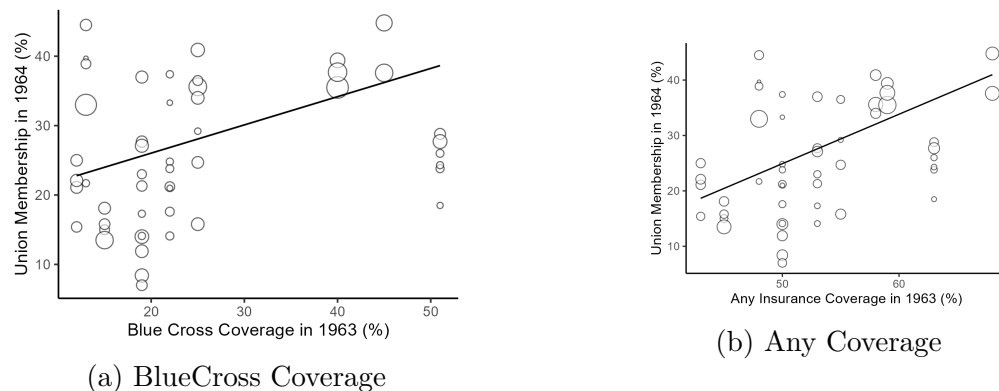 Union Membership in 1964 (%)
40
30
20
10
20
30
40
50
Blue Cross Coverage in 1963 (%)
(a) BlueCross Coverage
Union Membership in 1964 (%)
40
30
20
10
50
60
Any Insurance Coverage in 1963 (%)
(b) Any Coverage